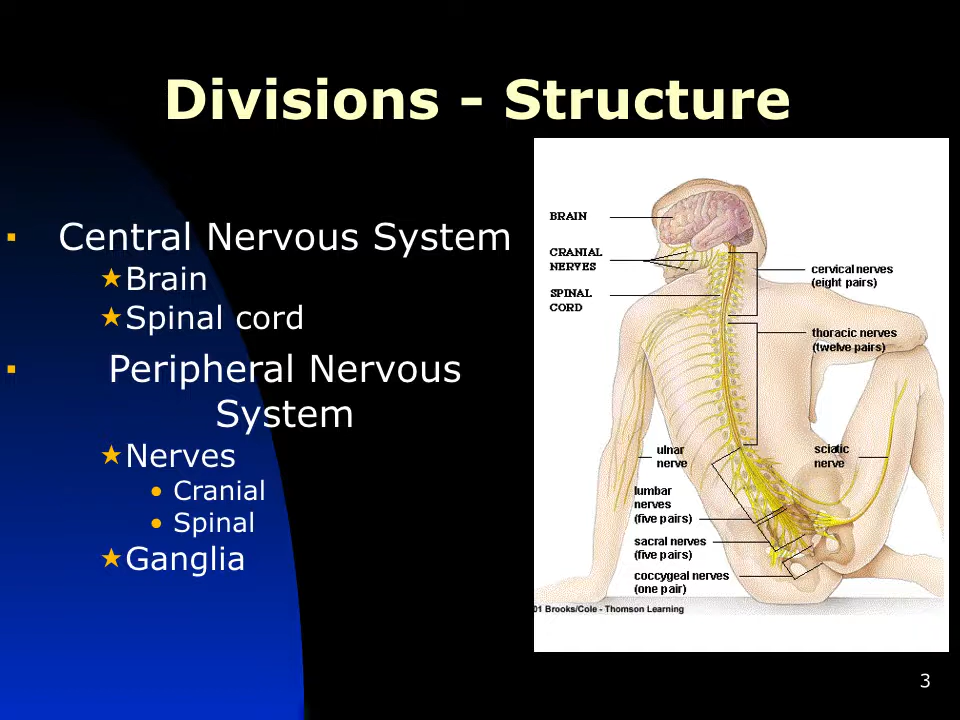 Divisions - Structure
▪ Central Nervous System
★Brain
★Spinal cord
▪ Peripheral Nervous
System
★Nerves
• Cranial
• Spinal
★Ganglia
BRAIN
CRANIAL
NERVES
SPINAL
CORD
cervical nerves
(eight pairs)
thoracic nerves
(twelve pairs)
ulnar
nerve
sciatic
nerve
lumbar
nerves
(five pairs)
sacral nerves
(five pairs)
coccygeal nerves
(one pair)
01 Brooks/Cole - Thomson Learning
3